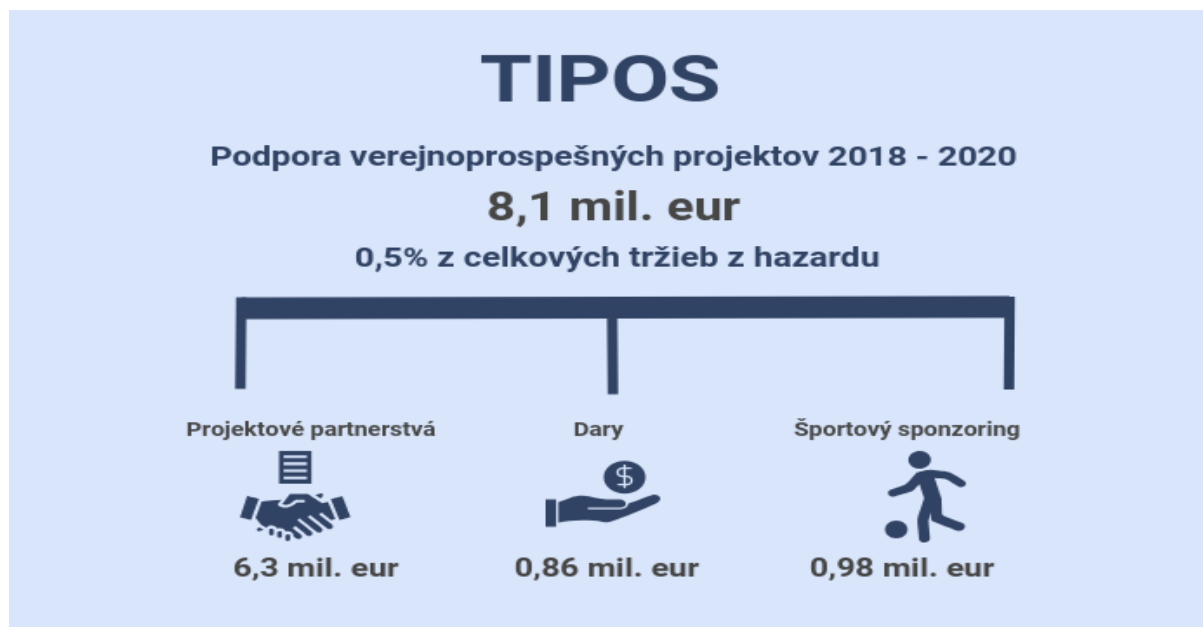 TIPOS
Podpora verejnoprospešných projektov 2018 - 2020
8,1 mil. eur
0,5% z celkových tržieb z hazardu
Projektové partnerstvá
Dary
Športový sponzoring
$
6,3 mil. eur
0,86 mil. eur
0,98 mil. eur